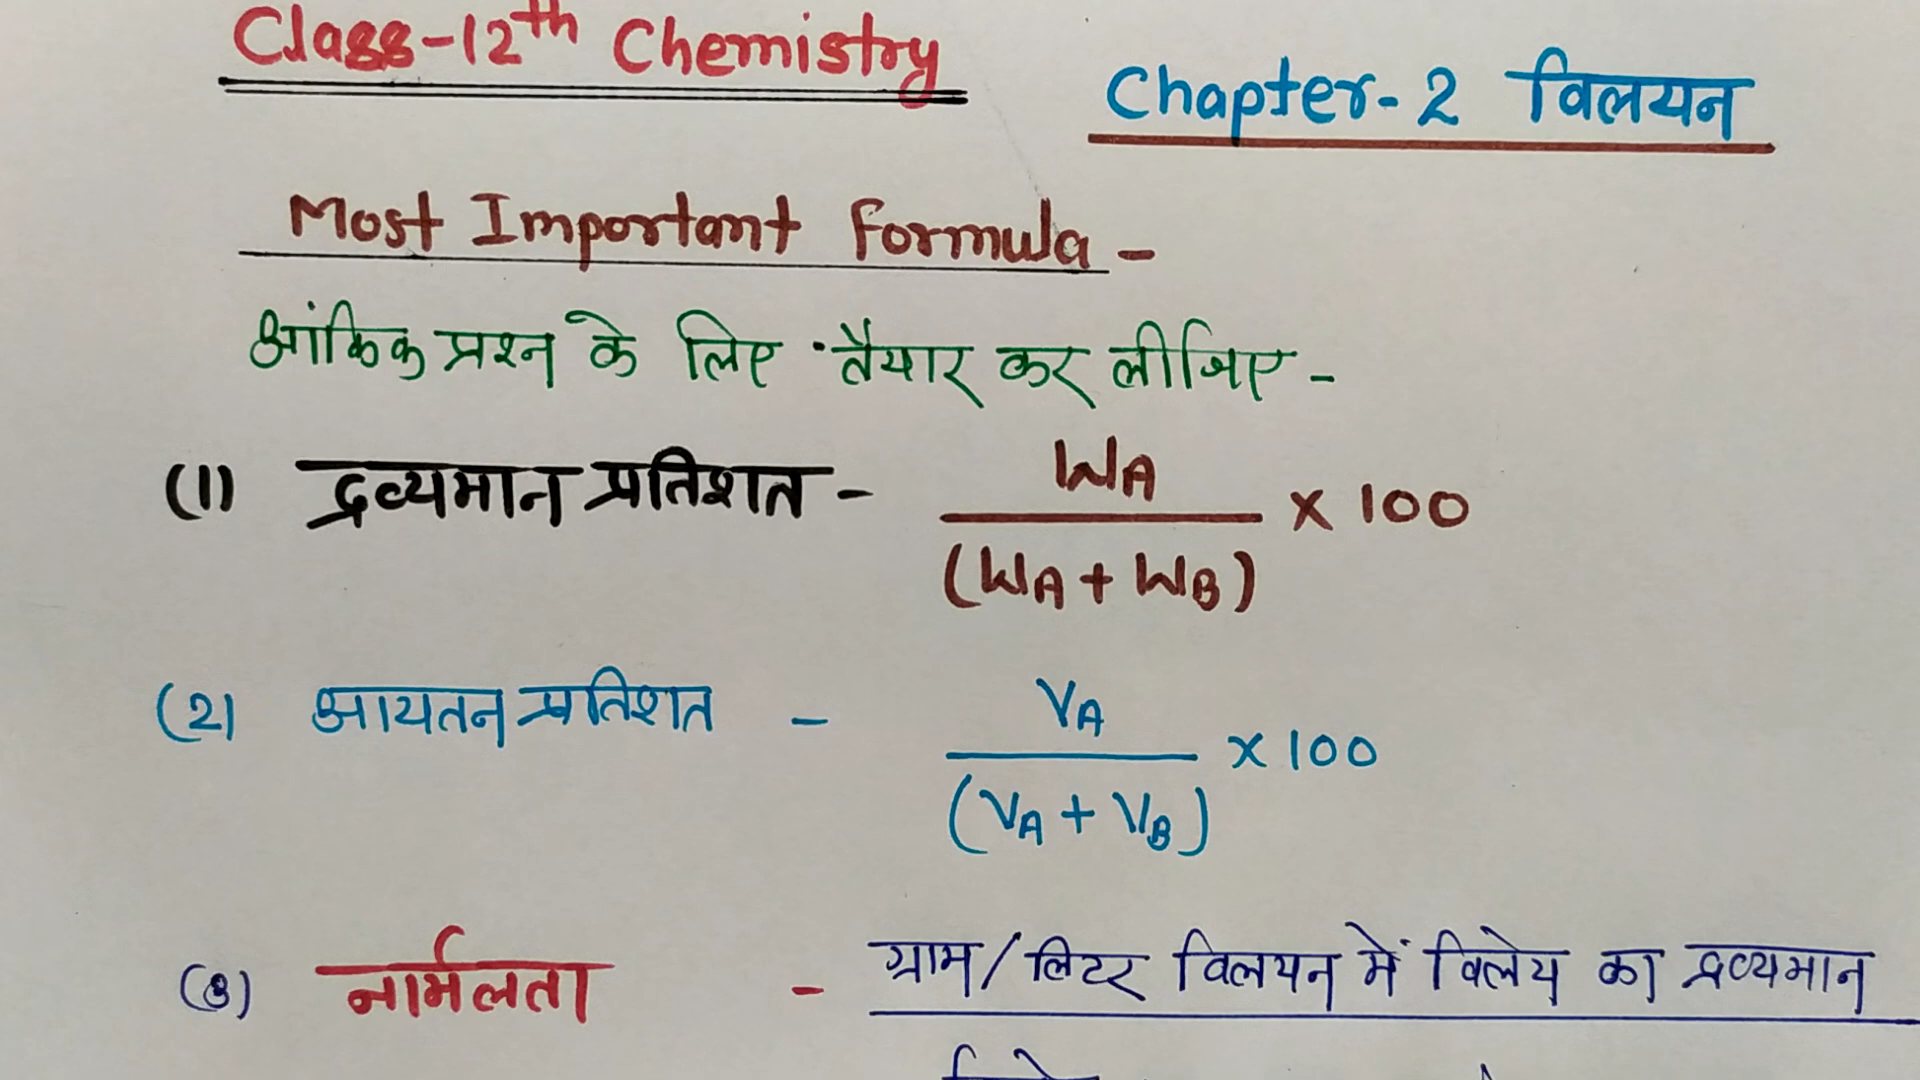 Class-12th Chemistry
Chapter-2 विलयन
Most Important Formula -
आंकिक प्रश्न के लिए तैयार कर लीजिए -
(1) द्रव्यमान प्रतिशत - WA / (WA + WB) × 100
(2) आयतन प्रतिशत - VA / (VA + VB) × 100
(3) नार्मलता - ग्राम/लिटर विलयन में विलेय का द्रव्यमान